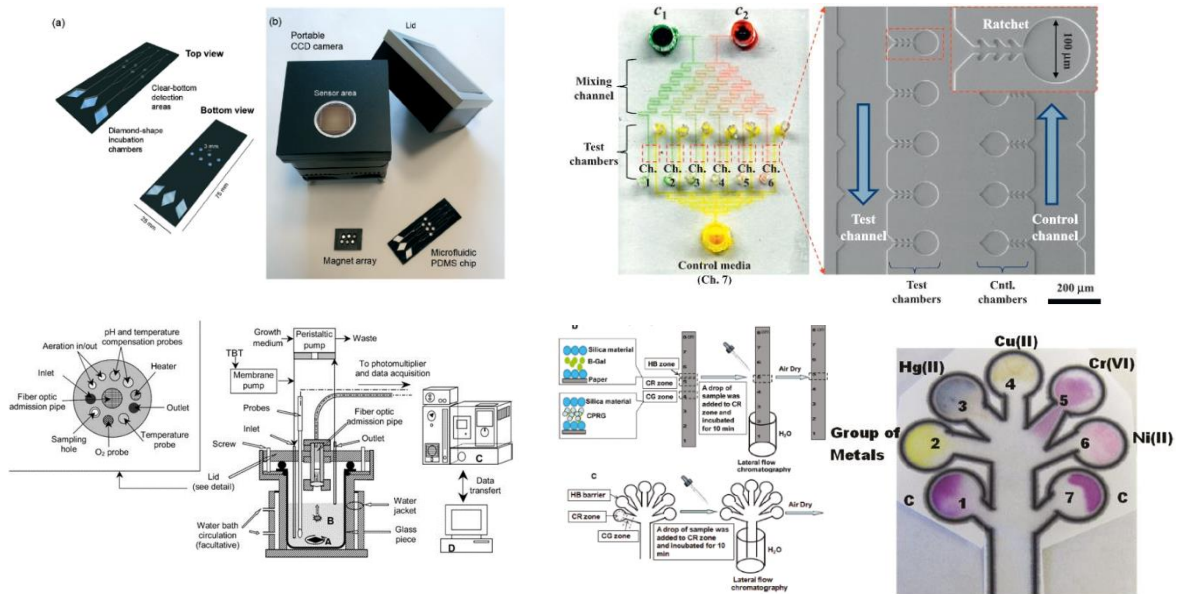 (a)
Top view
Clear-bottom
detection
areas
Bottom view
Diamond-shape
incubation
chambers
3 mm
25 mm
75 mm
(b)
Portable
CCD camera
Lid
Sensor area
Magnet array
Microfluidic
PDMS chip
c1
c2
Mixing
channel
Test
chambers
Ch.
Ch.
Ch.
Ch.
Ch.
Ch.
1
2
3
4
5
6
Control media
(Ch. 7)
Ratchet
100 μm
Test
channel
Control
channel
Test
chambers
Cntl.
chambers
200 μm
pH and temperature
compensation probes
Aeration in/out
Heater
Inlet
Fiber optic
admission pipe
Outlet
Sampling
hole
Temperature
probe
O2 probe
Lid
(see detail)
Growth
medium
Peristaltic
pump
Waste
TBT
Membrane
pump
To photomultiplier
and data acquisition
Probes
Inlet
Fiber optic
admission pipe
Screw
Outlet
C
Data
transfert
Water
jacket
B
Water bath
circulation
(facultative)
Glass
piece
A
D
Silica material
B-Gal
Paper
HB zone
CR zone
CG zone
Silica material
CPRG
A drop of
sample was
added to CR
zone and
incubated
for 10 min
Air Dry
H2O
Lateral flow
chromatography
C
HB barrier
CR zone
CG zone
A drop of sample was
added to CR zone
and incubated for 10
min
Air Dry
H2O
Lateral flow
chromatography
Cu(II)
Hg(II)
Cr(VI)
4
3
5
Group of
Metals
2
6
Ni(II)
C
1
7
C